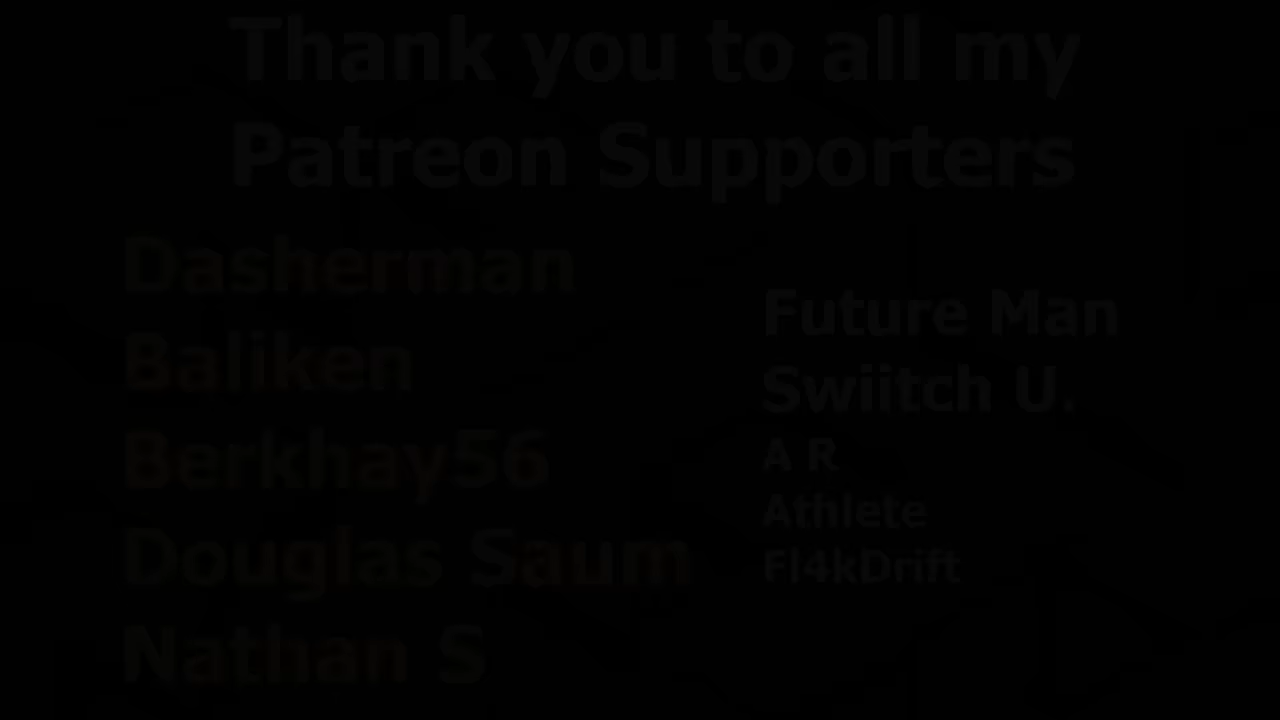 Thank you to all my
Patreon Supporters
Dasherman
Baliken
Berkhay56
Douglas Saum
Nathan S
Future Man
Swiitch U.
A R
Athlete
Fl4kDrift